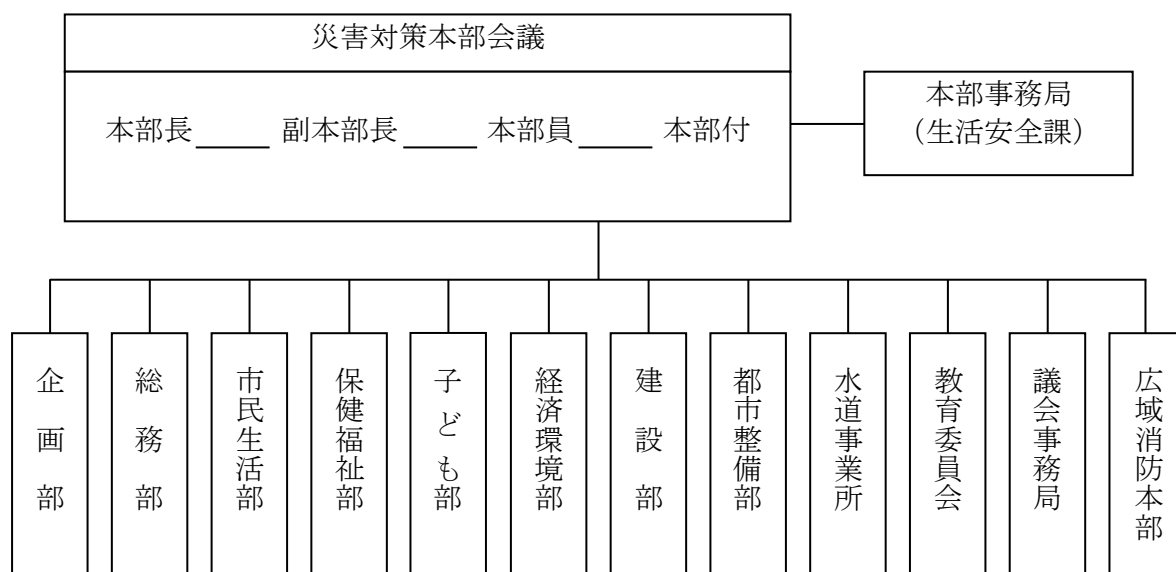 災害対策本部会議
本部長 副本部長 本部員 本部付
本部事務局
（生活安全課）
企画部
総務部
市民生活部
保健福祉部
子ども部
経済環境部
建設部
都市整備部
水道事業所
教育委員会
議会事務局
広域消防本部